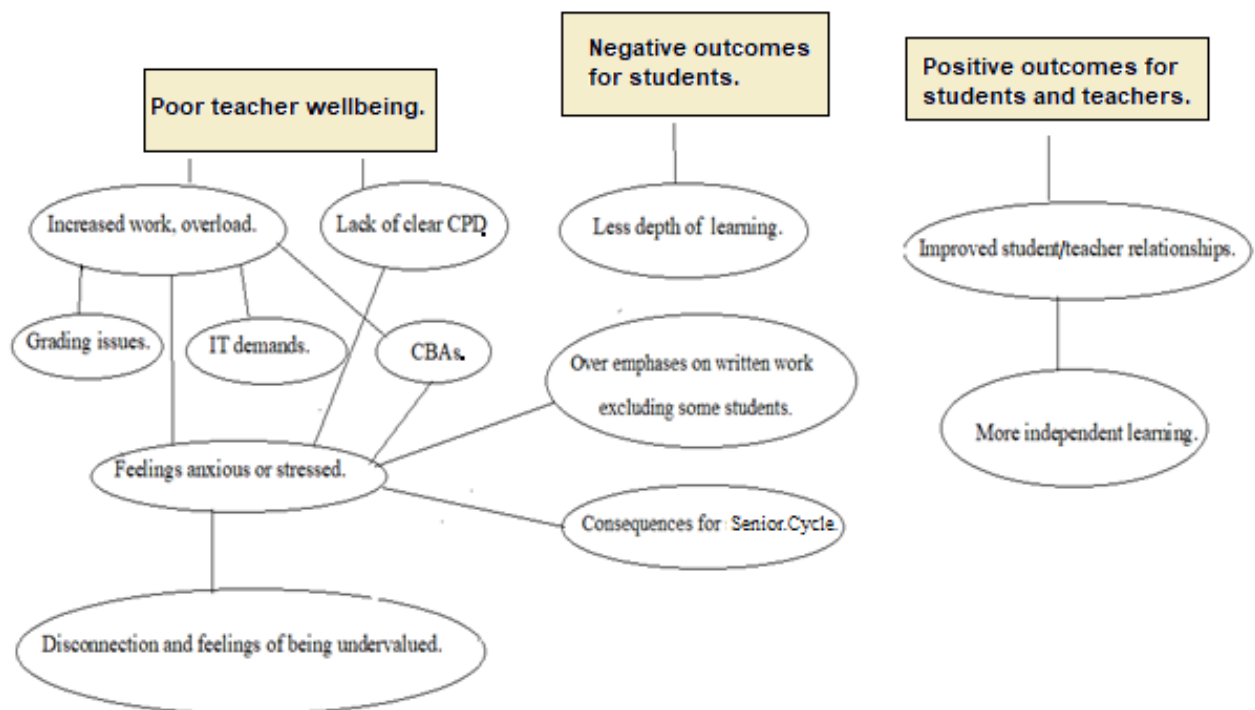 Poor teacher wellbeing.
Negative outcomes
for students.
Positive outcomes for
students and teachers.
Increased work, overload.
Lack of clear CPD.
Less depth of learning.
Improved student/teacher relationships.
Grading issues.
IT demands.
CBAs.
Over emphases on written work
excluding some students.
More independent learning.
Feelings anxious or stressed.
Consequences for Senior.Cycle.
Disconnection and feelings of being undervalued.